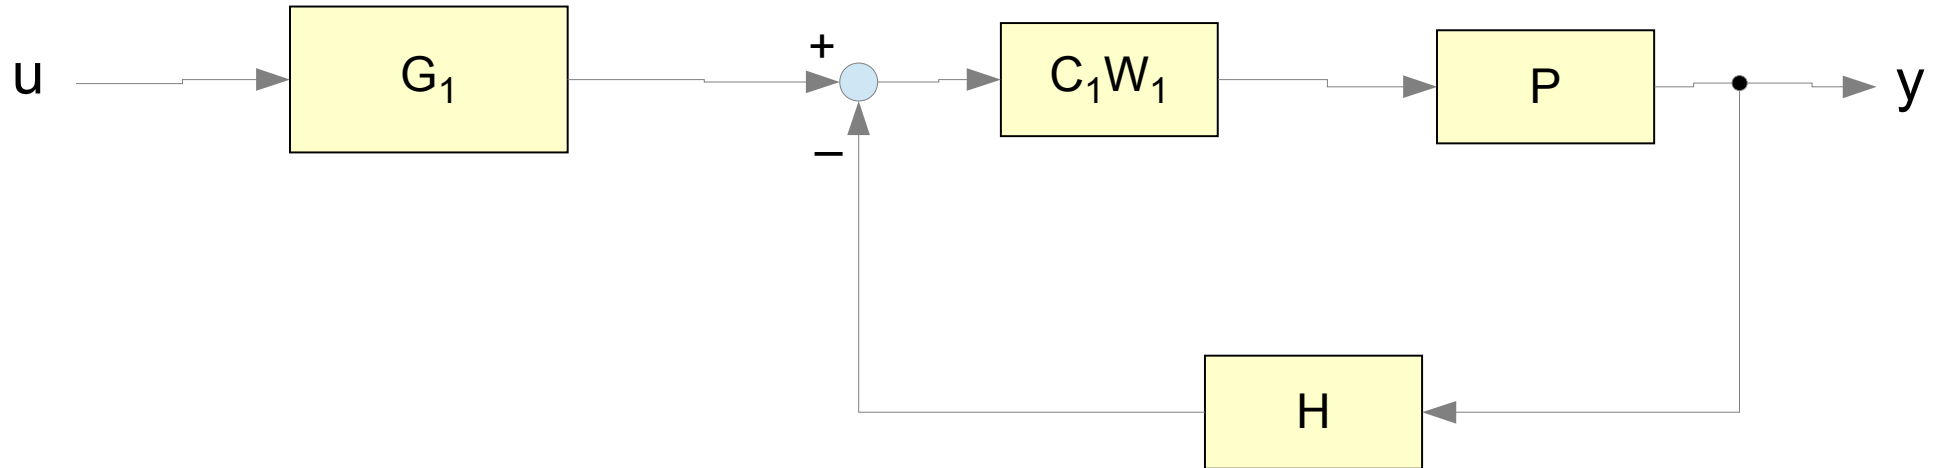 u
G₁
+
C₁W₁
P
y
–
H